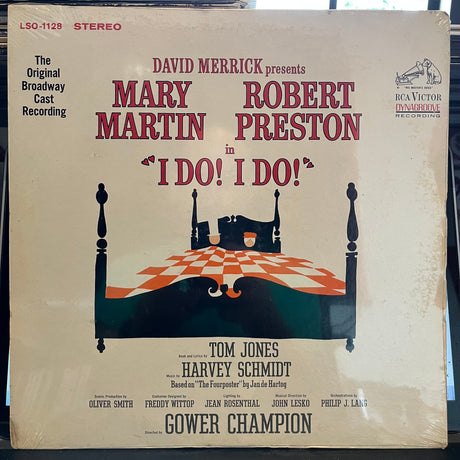 LSO-1128 STEREO
The
Original
Broadway
Cast
Recording
DAVID MERRICK presents
MARY ROBERT
MARTIN PRESTON
in
"I DO! I DO!"
"HIS MASTER'S VOICE"
RCA VICTOR
DYNAGROOVE
RECORDING
Book and Lyrics by TOM JONES
Music by HARVEY SCHMIDT
Based on "The Fourposter" by Jan de Hartog
Scenic Production by Costumes Designed by Lighting by Musical Direction by Orchestrations by
OLIVER SMITH FREDDY WITTOP JEAN ROSENTHAL JOHN LESKO PHILIP J. LANG
Directed by GOWER CHAMPION